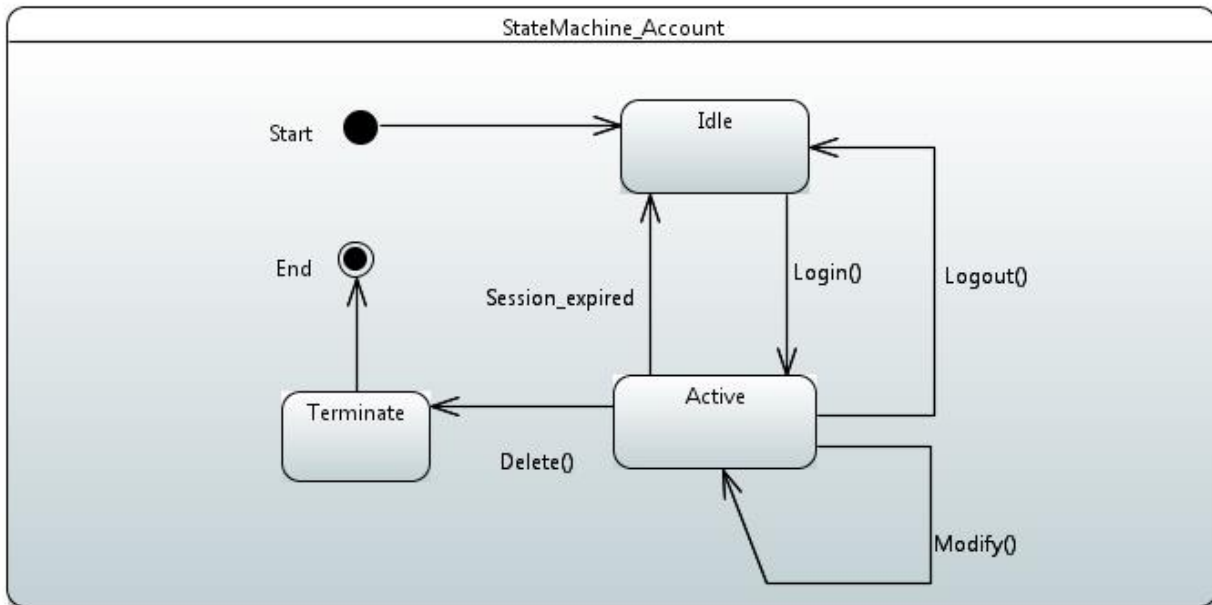 StateMachine_Account
Idle
Start
End
Login()
Logout()
Session_expired
Active
Terminate
Delete()
Modify()